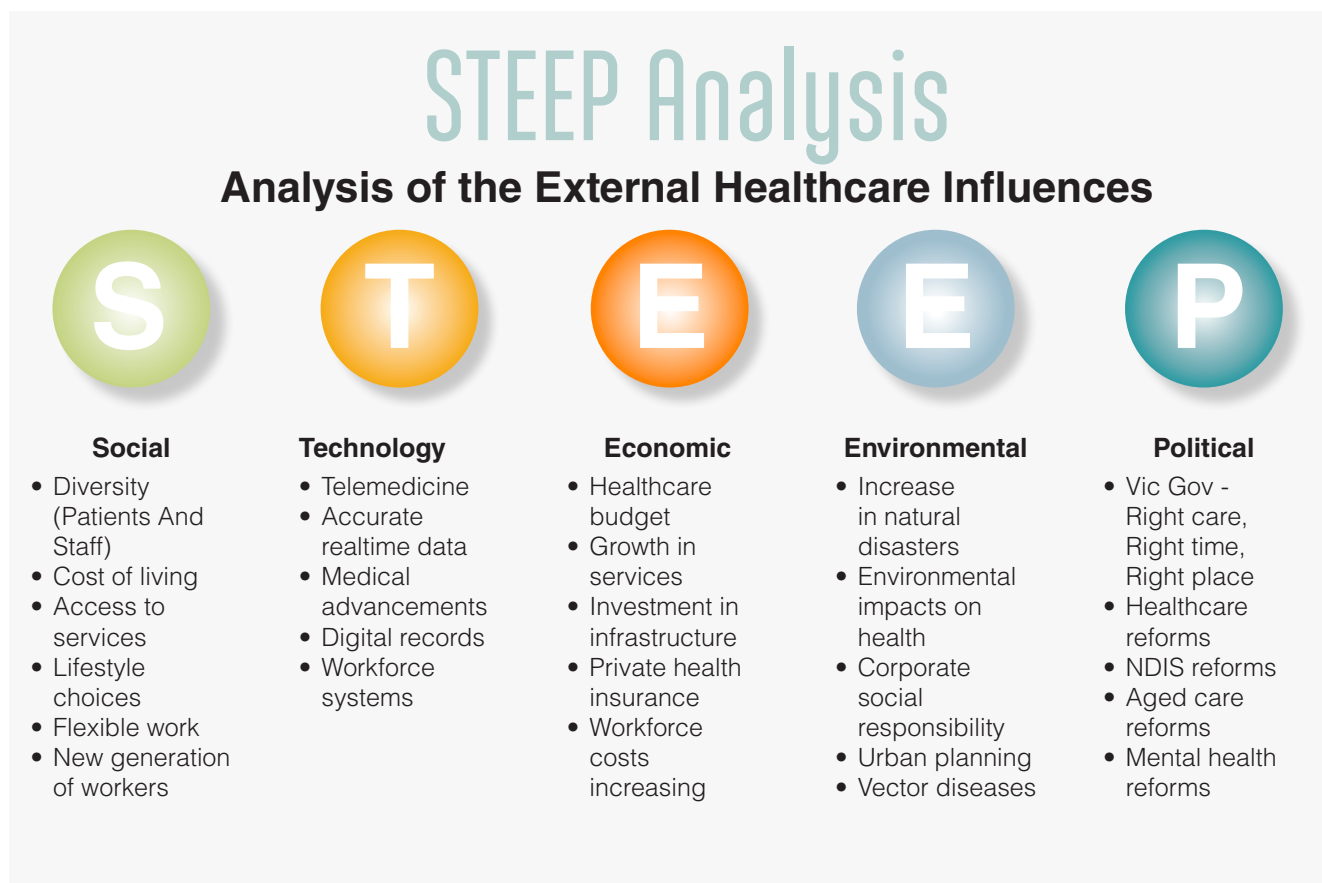 STEEP Analysis
Analysis of the External Healthcare Influences
S
T
E
E
P
Social
• Diversity
(Patients And
Staff)
• Cost of living
• Access to
services
• Lifestyle
choices
• Flexible work
• New generation
of workers
Technology
• Telemedicine
• Accurate
realtime data
• Medical
advancements
• Digital records
• Workforce
systems
Economic
• Healthcare
budget
• Growth in
services
• Investment in
infrastructure
• Private health
insurance
• Workforce
costs
increasing
Environmental
• Increase
in natural
disasters
• Environmental
impacts on
health
• Corporate
social
responsibility
• Urban planning
• Vector diseases
Political
• Vic Gov -
Right care,
Right time,
Right place
• Healthcare
reforms
• NDIS reforms
• Aged care
reforms
• Mental health
reforms